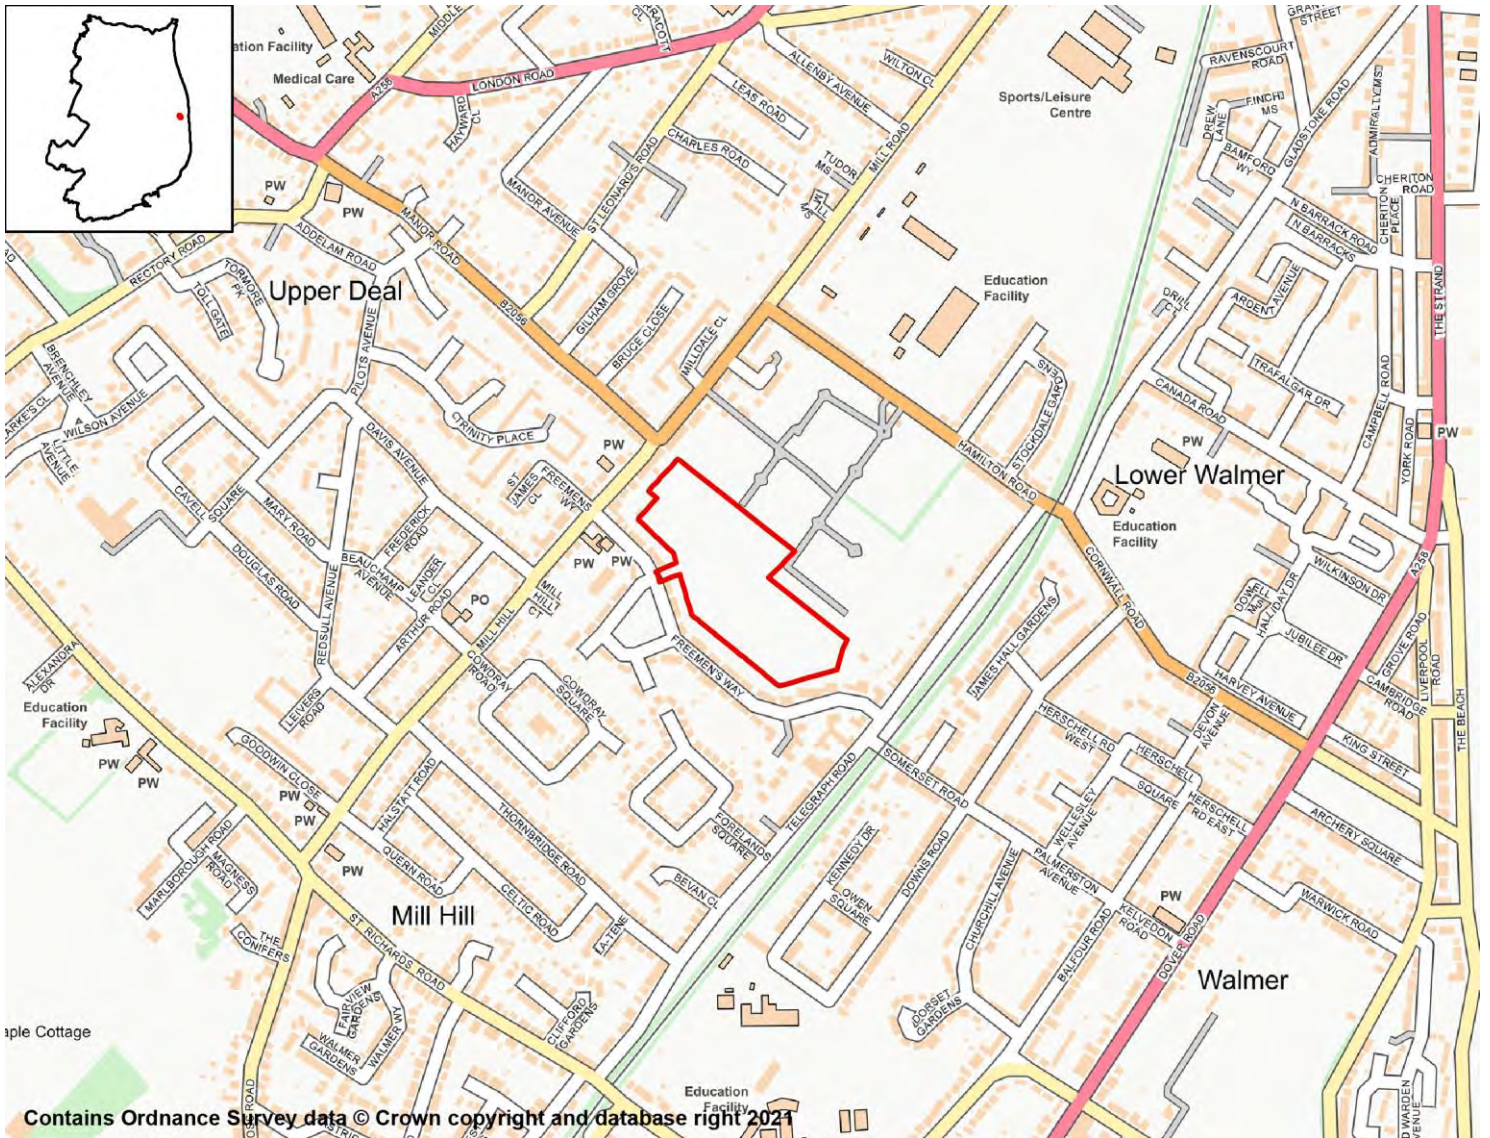 ation Facility
Medical Care
MIDDLE
LONDON ROAD
A258
HAYWARD
CL
LEAS ROAD
ALLENBY AVENUE
WILTON CL
Sports/Leisure
Centre
STREET
RAVENSCOURT
ROAD
FINCH
MS
DREW
LANE
BAMFORD
WY
GLADSTONE ROAD
ADMIRALTY MS
CHERITON
ROAD
CHERITON
PLACE
N BARRACK ROAD
N BARRACKS
ARDENT
AVENUE
THE STRAND
CHARLES ROAD
TUDOR
MS
MILL
MS
MILL ROAD
MANOR AVENUE
ST LEONARD'S ROAD
PW
PW
MANOR ROAD
ADDELAM ROAD
RECTORY ROAD
TORMORE
PK
TOLL GATE
Upper Deal
B2056
GILHAM GROVE
BRUCE CLOSE
MILLDALE CL
Education
Facility
DRILL
CT
STOCKDALE GARDENS
TRAFALGAR DR
CANADA ROAD
CAMPBELL ROAD
YORK ROAD
PW
PW
Lower Walmer
Education
Facility
HAMILTON ROAD
CORNWALL ROAD
PILOTS AVENUE
TRINITY PLACE
BRENCHLEY
AVENUE
WILSON AVENUE
LITTLE
AVENUE
CAVELL
SQUARE
DAVIS AVENUE
MARY ROAD
ST
JAMES
CL
FREEMENS
WY
PW
FREDERICK
ROAD
BEAUCHAMP
AVENUE
LEANDER
CL
DOUGLAS ROAD
REDSULL AVENUE
ARTHUR ROAD
PO
PW
PW
MILL
HILL
CT
MILL HILL
COWDRAY
ROAD
COWDRAY
SQUARE
FREEMEN'S WAY
JAMES HALL GARDENS
WILKINSON DR
HALLIDAY DR
JUBILEE DR
A258
GROVE ROAD
LIVERPOOL
ROAD
CAMBRIDGE
ROAD
THE BEACH
HARVEY AVENUE
B2056
DEVON
AVENUE
KING STREET
HERSCHELL RD
WEST
HERSCHELL
SQUARE
HERSCHELL
RD EAST
ARCHERY SQUARE
ALEXANDRA
DR
Education
Facility
PW
PW
LEIVERS
ROAD
GOODWIN CLOSE
PW
PW
HALSTATT ROAD
THORNBRIDGE ROAD
TELEGRAPH ROAD
SOMERSET ROAD
WELLESLEY
AVENUE
FORELANDS
SQUARE
KENNEDY DR
OWEN
SQUARE
DOWNS ROAD
CHURCHILL AVENUE
PALMERSTON
AVENUE
PW
WARWICK ROAD
KELVEDON
ROAD
BALFOUR ROAD
DOVER ROAD
Walmer
MARLBOROUGH ROAD
MAGNESS
ROAD
PW
QUERN ROAD
CELTIC ROAD
BEVAN CL
LA-TENE
Mill Hill
THE
CONIFERS
ST RICHARDS ROAD
FAIRVIEW
GARDENS
WALMER
GARDENS
WALMER WY
CLIFFORD
GARDENS
DORSET
GARDENS
aple Cottage
Education
Facility
Contains Ordnance Survey data © Crown copyright and database right 2021